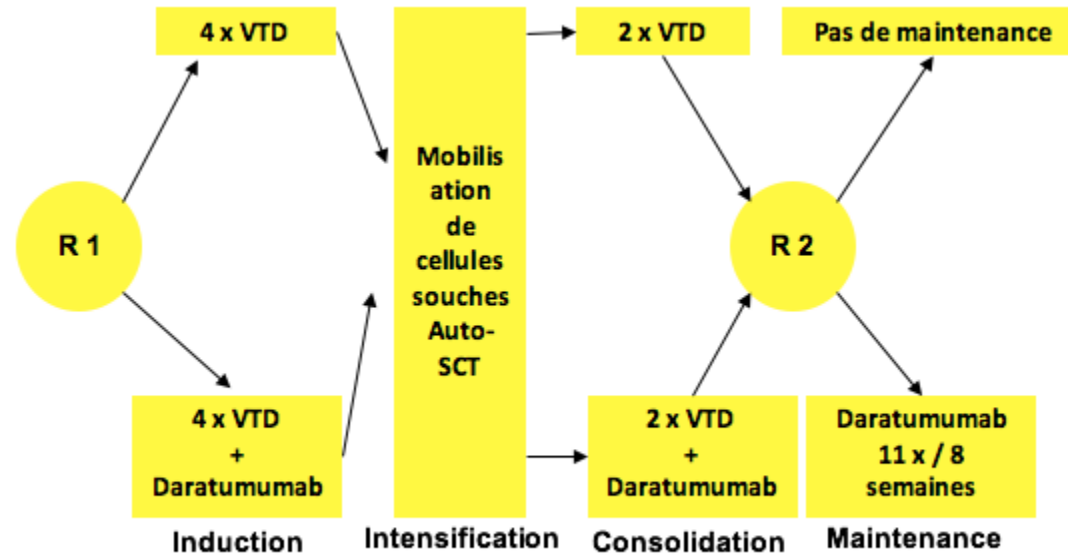 R 1
4 x VTD
4 x VTD
+
Daratumumab
Induction
Mobilis
ation
de
cellules
souches
Auto-
SCT
Intensification
2 x VTD
2 x VTD
+
Daratumumab
Consolidation
R 2
Pas de maintenance
Daratumumab
11 x / 8
semaines
Maintenance